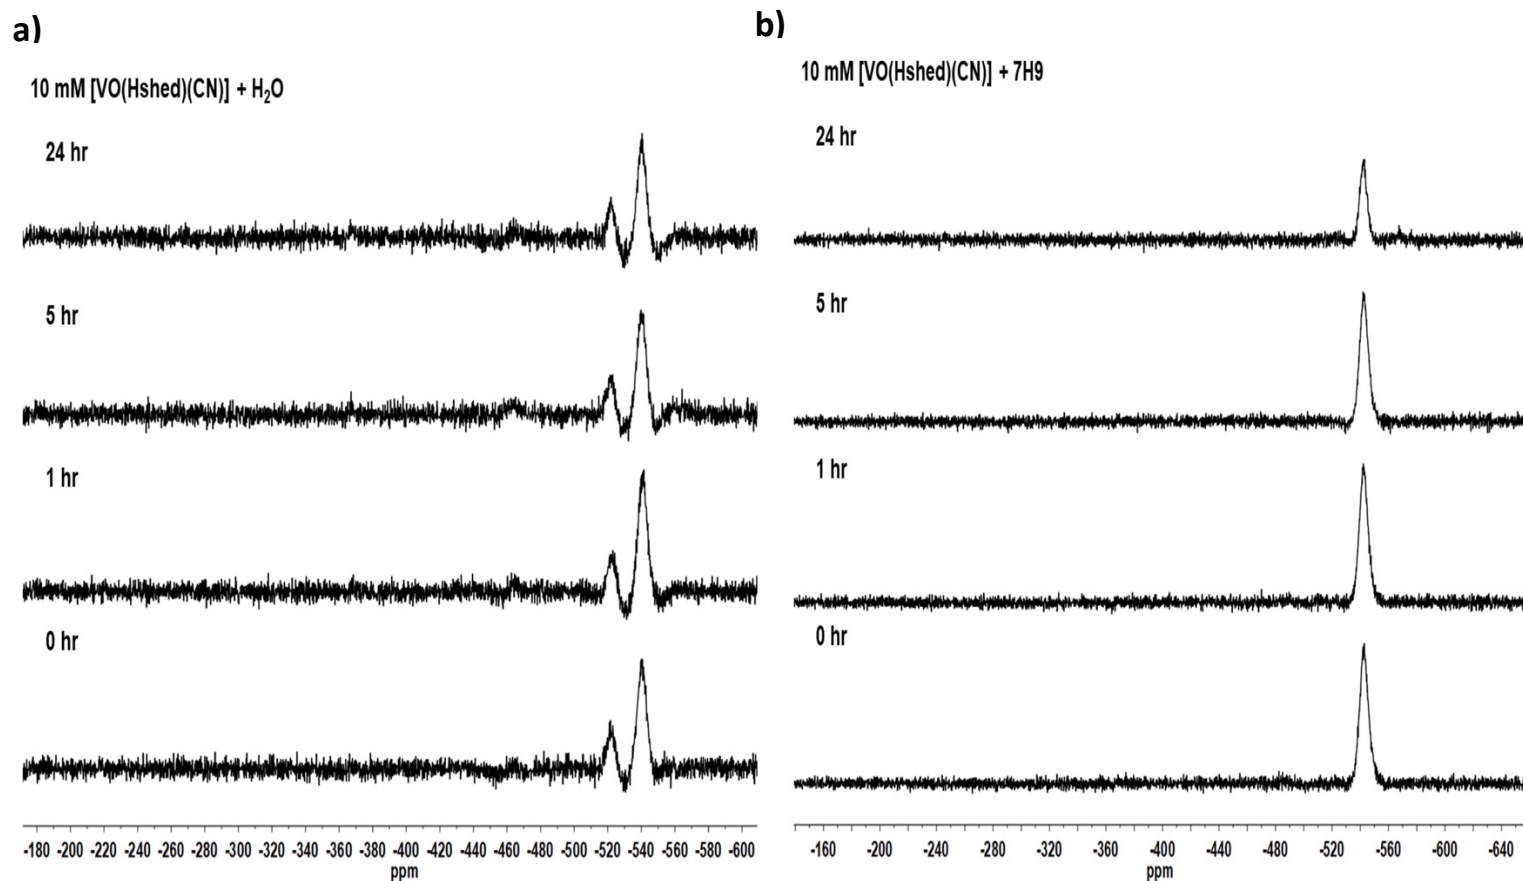 a)
10 mM [VO(Hshed)(CN)] + H₂O
24 hr
5 hr
1 hr
0 hr
-180 -200 -220 -240 -260 -280 -300 -320 -340 -360 -380 -400 -420 -440 -460 -480 -500 -520 -540 -560 -580 -600
ppm
b)
10 mM [VO(Hshed)(CN)] + 7H9
24 hr
5 hr
1 hr
0 hr
-160 -200 -240 -280 -320 -360 -400 -440 -480 -520 -560 -600 -640
ppm